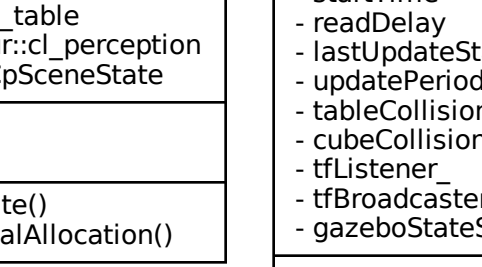 _table
r::cl_perception
pSceneState
te()
alAllocation()
- readDelay
- lastUpdateSt
- updatePeriod
- tableCollision
- cubeCollision
- tfListener_
- tfBroadcaster
- gazeboStateS